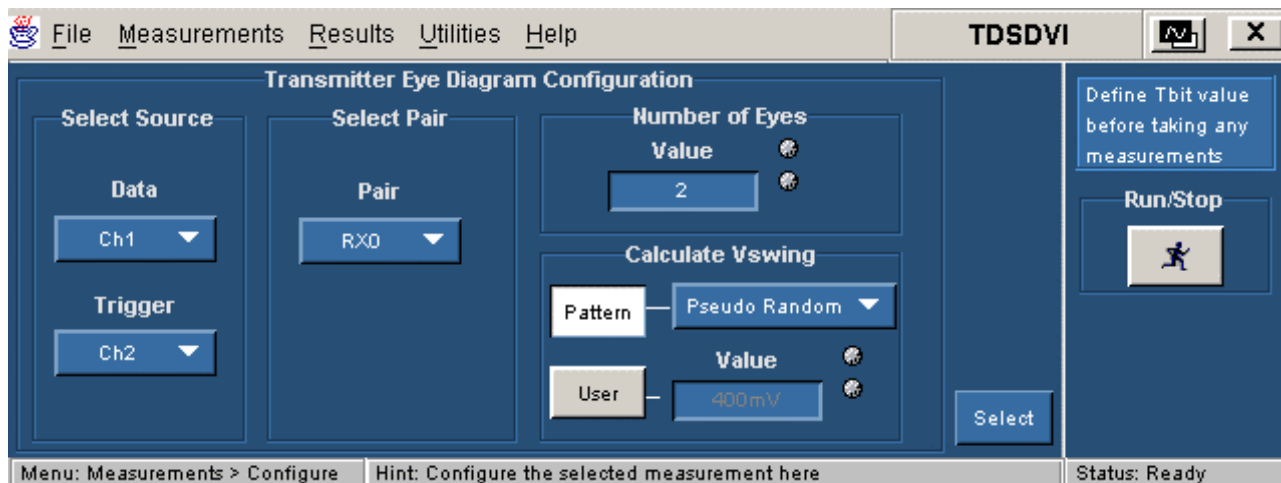 File Measurements Results Utilities Help TDSDVI X
Transmitter Eye Diagram Configuration
Select Source
Data
Ch1
Trigger
Ch2
Select Pair
Pair
RX0
Number of Eyes
Value
2
Calculate Vswing
Pattern Pseudo Random
Value
User 400mV
Select
Define Tbit value
before taking any
measurements
Run/Stop
Menu: Measurements > Configure Hint: Configure the selected measurement here Status: Ready